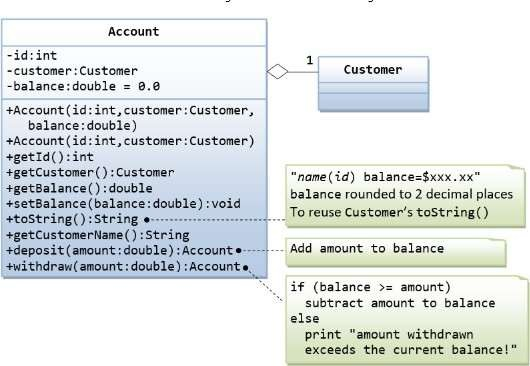 Account
-id:int
-customer:Customer
-balance:double = 0.0
+Account(id:int,customer:Customer,
balance:double)
+Account(id:int,customer:Customer)
+getId():int
+getCustomer():Customer
+getBalance():double
+setBalance(balance:double):void
+toString():String
+getCustomerName():String
+deposit(amount:double):Account
+withdraw(amount:double):Account
1
Customer
"name(id) balance=$xxx.xx"
balance rounded to 2 decimal places
To reuse Customer's toString()
Add amount to balance
if (balance >= amount)
subtract amount to balance
else
print "amount withdrawn
exceeds the current balance!"